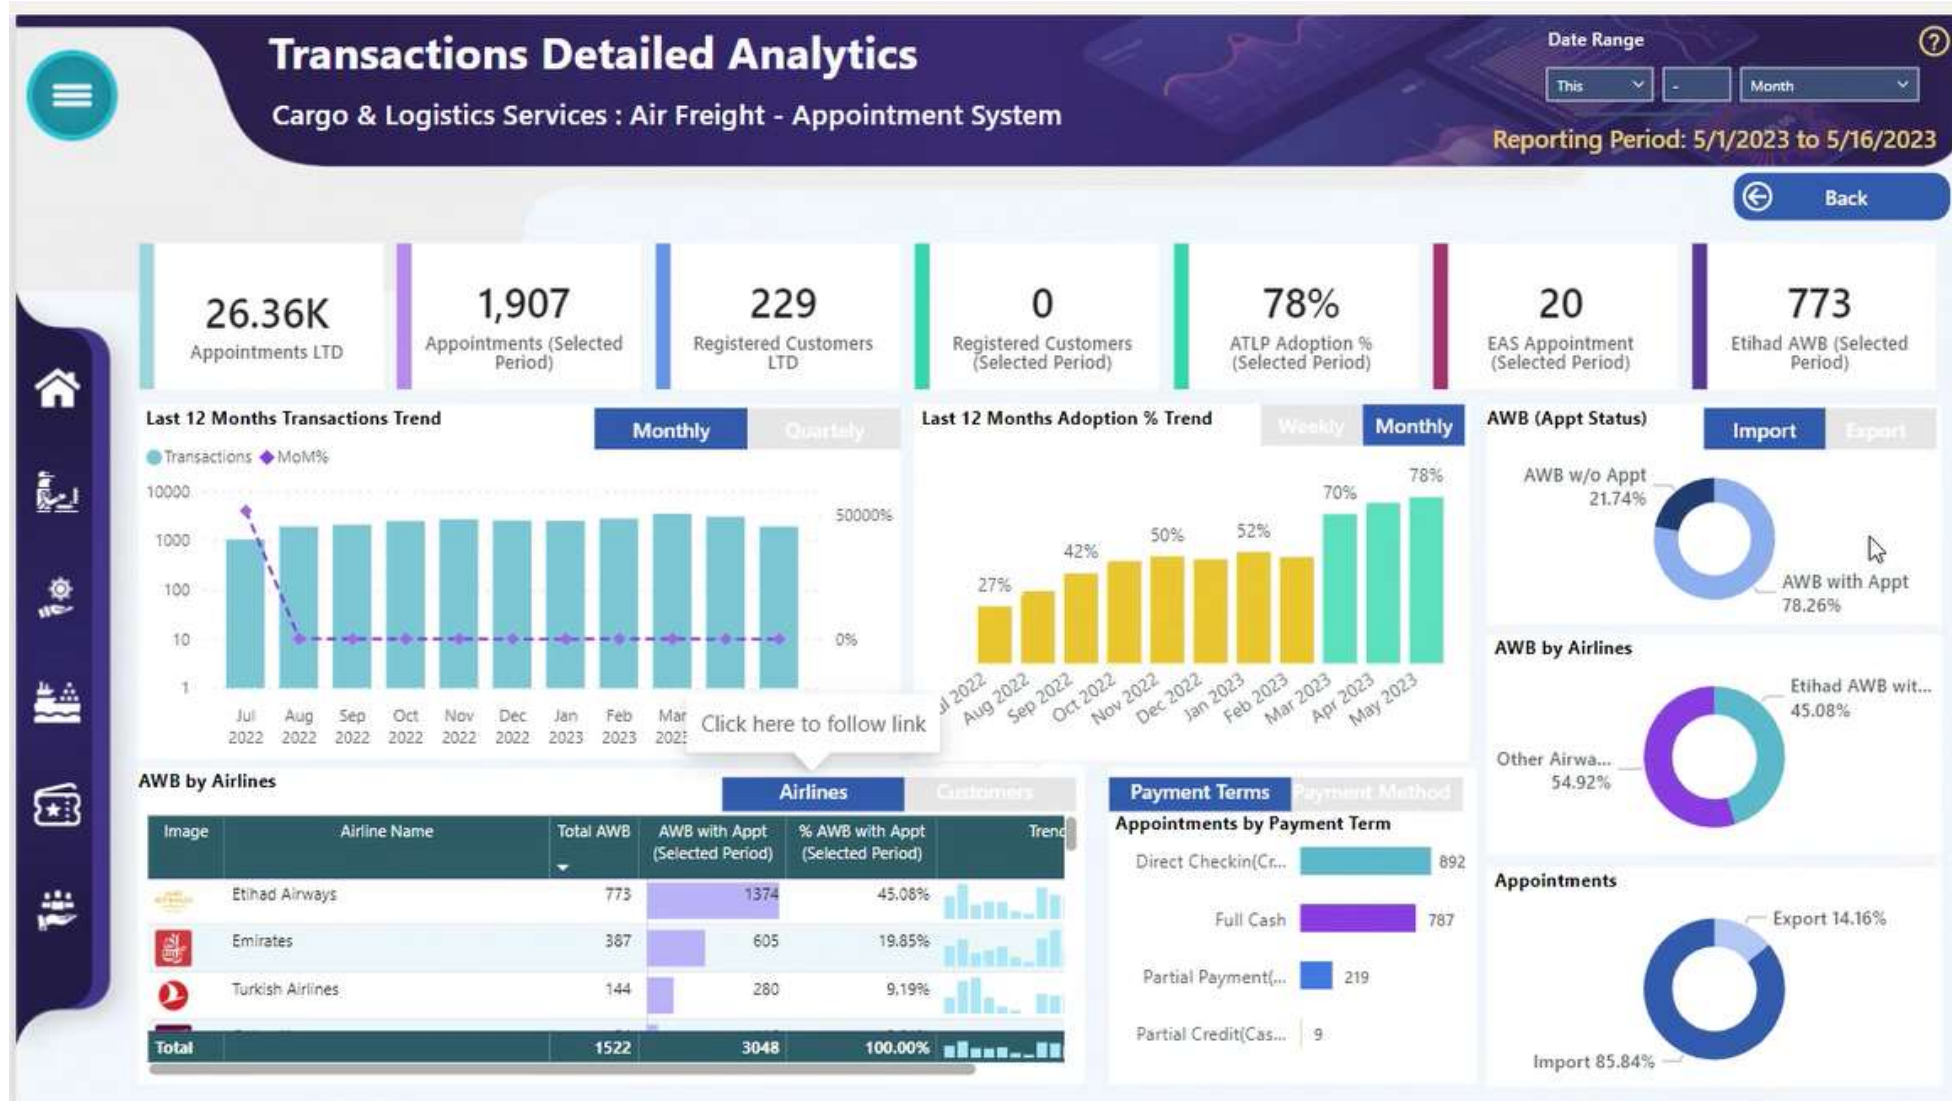 Transactions Detailed Analytics
Cargo & Logistics Services : Air Freight - Appointment System
Date Range
?
This
-
Month
Reporting Period: 5/1/2023 to 5/16/2023
Back
26.36K
Appointments LTD
1,907
Appointments (Selected
Period)
229
Registered Customers
LTD
0
Registered Customers
(Selected Period)
78%
ATLP Adoption %
(Selected Period)
20
EAS Appointment
(Selected Period)
773
Etihad AWB (Selected
Period)
Last 12 Months Transactions Trend
Monthly
Quartely
Transactions
MoM%
10000
1000
100
10
1
50000%
0%
Jul 2022
Aug 2022
Sep 2022
Oct 2022
Nov 2022
Dec 2022
Jan 2023
Feb 2023
Mar
Click here to follow link
Last 12 Months Adoption % Trend
Weekly
Monthly
27%
42%
50%
52%
70%
78%
2022
Aug 2022
Sep 2022
Oct 2022
Nov 2022
Dec 2022
Jan 2023
Feb 2023
Mar 2023
Apr 2023
May 2023
AWB (Appt Status)
Import
Export
AWB w/o Appt
21.74%
AWB with Appt
78.26%
AWB by Airlines
Etihad AWB wit...
45.08%
Other Airwa...
54.92%
Appointments
Export 14.16%
Import 85.84%
AWB by Airlines
Airlines
Customers
Image Airline Name Total AWB AWB with Appt (Selected Period) % AWB with Appt (Selected Period) Trend
Etihad Airways 773 1374 45.08%
Emirates 387 605 19.85%
Turkish Airlines 144 280 9.19%
Total 1522 3048 100.00%
Payment Terms
Payment Method
Appointments by Payment Term
Direct Checkin(Cr... 892
Full Cash 787
Partial Payment(... 219
Partial Credit(Cas... 9